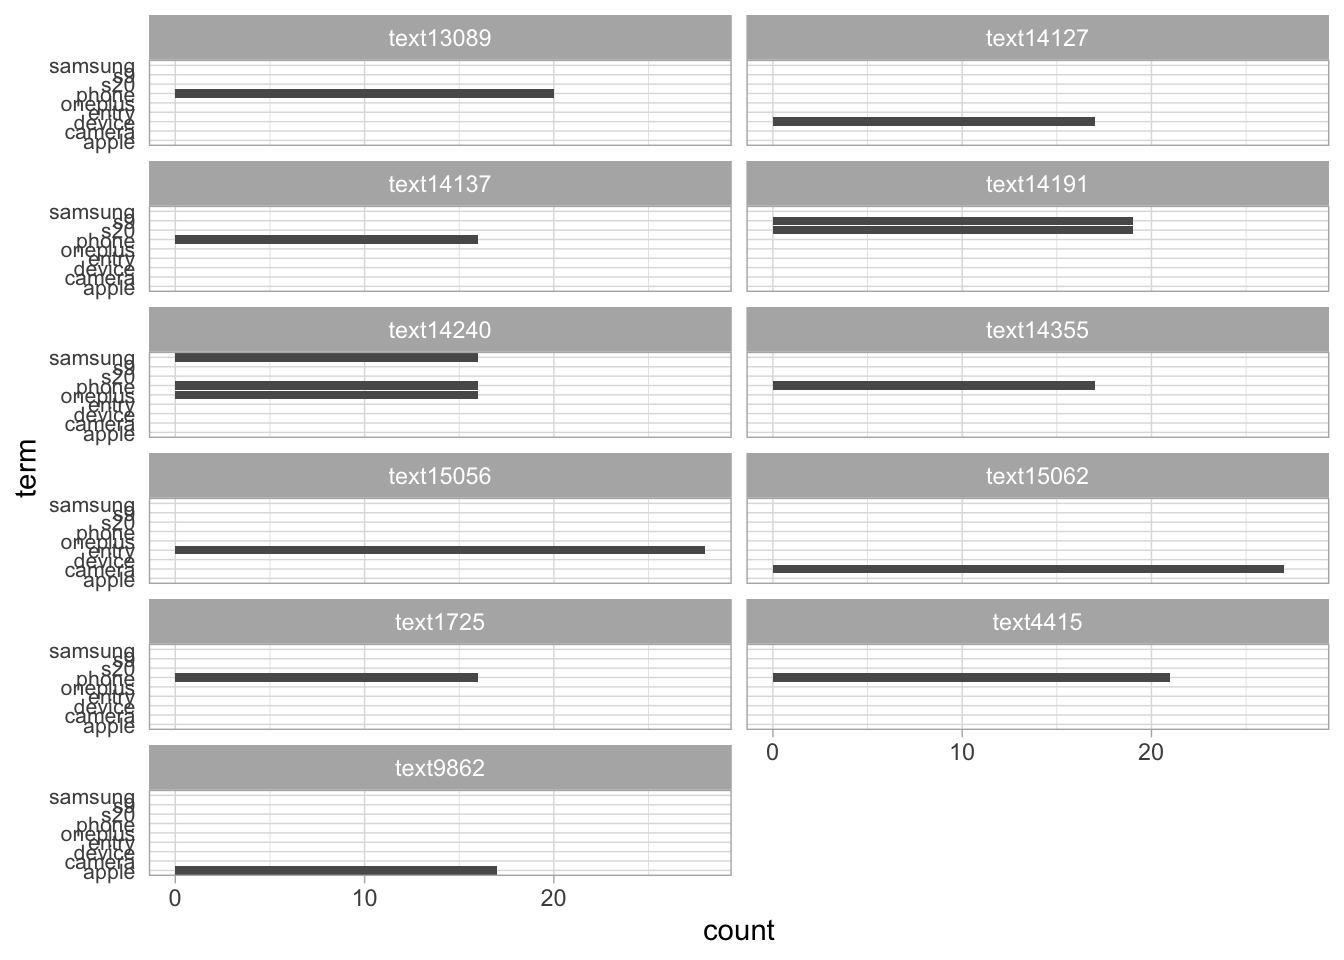 text13089
text14127
samsung
s9
s20
phone
oneplus
entry
device
camera
apple
text14137
text14191
samsung
s9
s20
phone
oneplus
entry
device
camera
apple
text14240
text14355
samsung
s9
s20
phone
oneplus
entry
device
camera
apple
term
text15056
text15062
samsung
s9
s20
phone
oneplus
entry
device
camera
apple
text1725
text4415
samsung
s9
s20
phone
oneplus
entry
device
camera
apple
0 10 20
text9862
samsung
s9
s20
phone
oneplus
entry
device
camera
apple
0 10 20
count